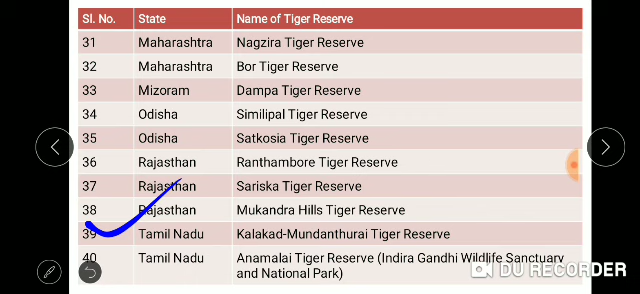 Sl. No. State Name of Tiger Reserve
31 Maharashtra Nagzira Tiger Reserve
32 Maharashtra Bor Tiger Reserve
33 Mizoram Dampa Tiger Reserve
34 Odisha Similipal Tiger Reserve
35 Odisha Satkosia Tiger Reserve
36 Rajasthan Ranthambore Tiger Reserve
37 Rajasthan Sariska Tiger Reserve
38 Rajasthan Mukandra Hills Tiger Reserve
39 Tamil Nadu Kalakad-Mundanthurai Tiger Reserve
40 Tamil Nadu Anamalai Tiger Reserve (Indira Gandhi Wildlife Sanctuary
and National Park)
DU RECORDER